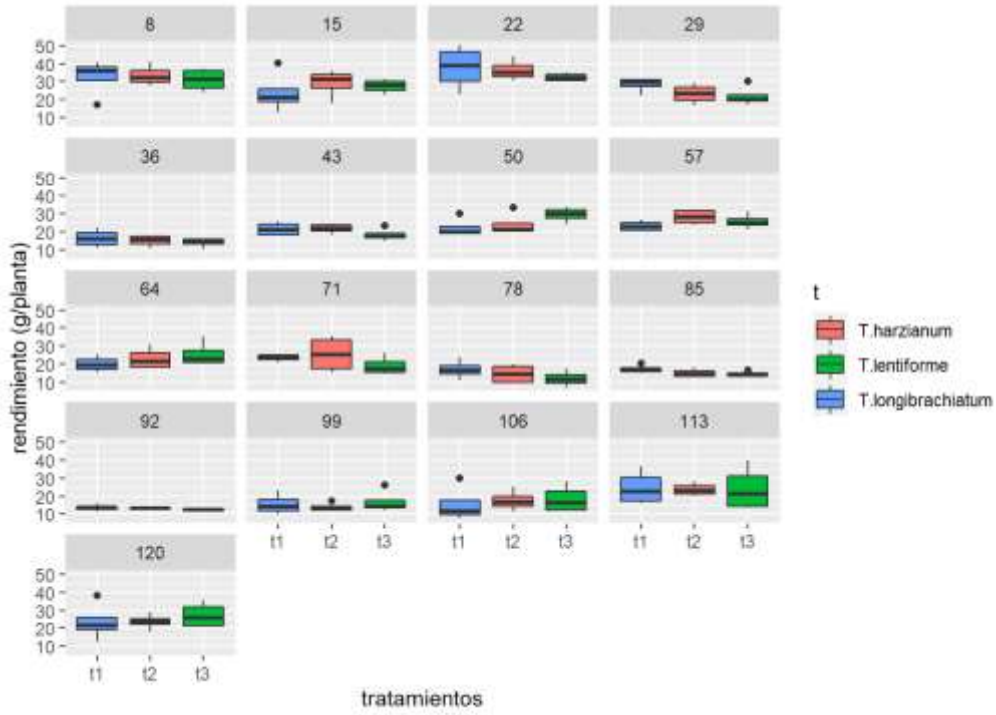 8 15 22 29
50
40
30
20
10
36 43 50 57
50
40
30
20
10
64 71 78 85
50
40
30
20
10
92 99 106 113
50
40
30
20
10
t1 t2 t3 t1 t2 t3 t1 t2 t3
120
50
40
30
20
10
t1 t2 t3
rendimiento (g/planta)
tratamientos
t
T.harzianum
T.lentiforme
T.longibrachiatum